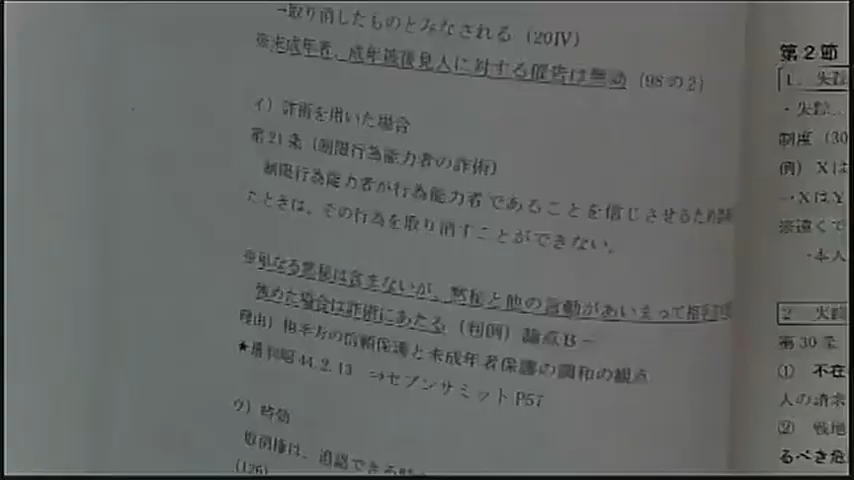 →取り消したものとみなされる (20Ⅳ)
※未成年者、成年被後見人に対する催告は無効 (98の2)
イ) 詐術を用いた場合
第21条 (制限行為能力者の詐術)
制限行為能力者が行為能力者であることを信じさせるため
たときは、その行為を取り消すことができない。
※単なる黙秘は含まないが、黙秘と他の言動があいまって相手方
強めた場合は詐術にあたる (判例) 論点B－
理由) 相手方の信頼保護と未成年者保護の調和の観点
★最判昭44.2.13 ⇒セブンサミットP57
ウ) 時効
取消権は、追認できる時
(126)
第2節
1. 失踪
・失踪
制度 (30
例) Xは
→XはY
家遠くで
・本人
2 失踪
第30条
① 不在
人の請求
② 戦地
るべき危